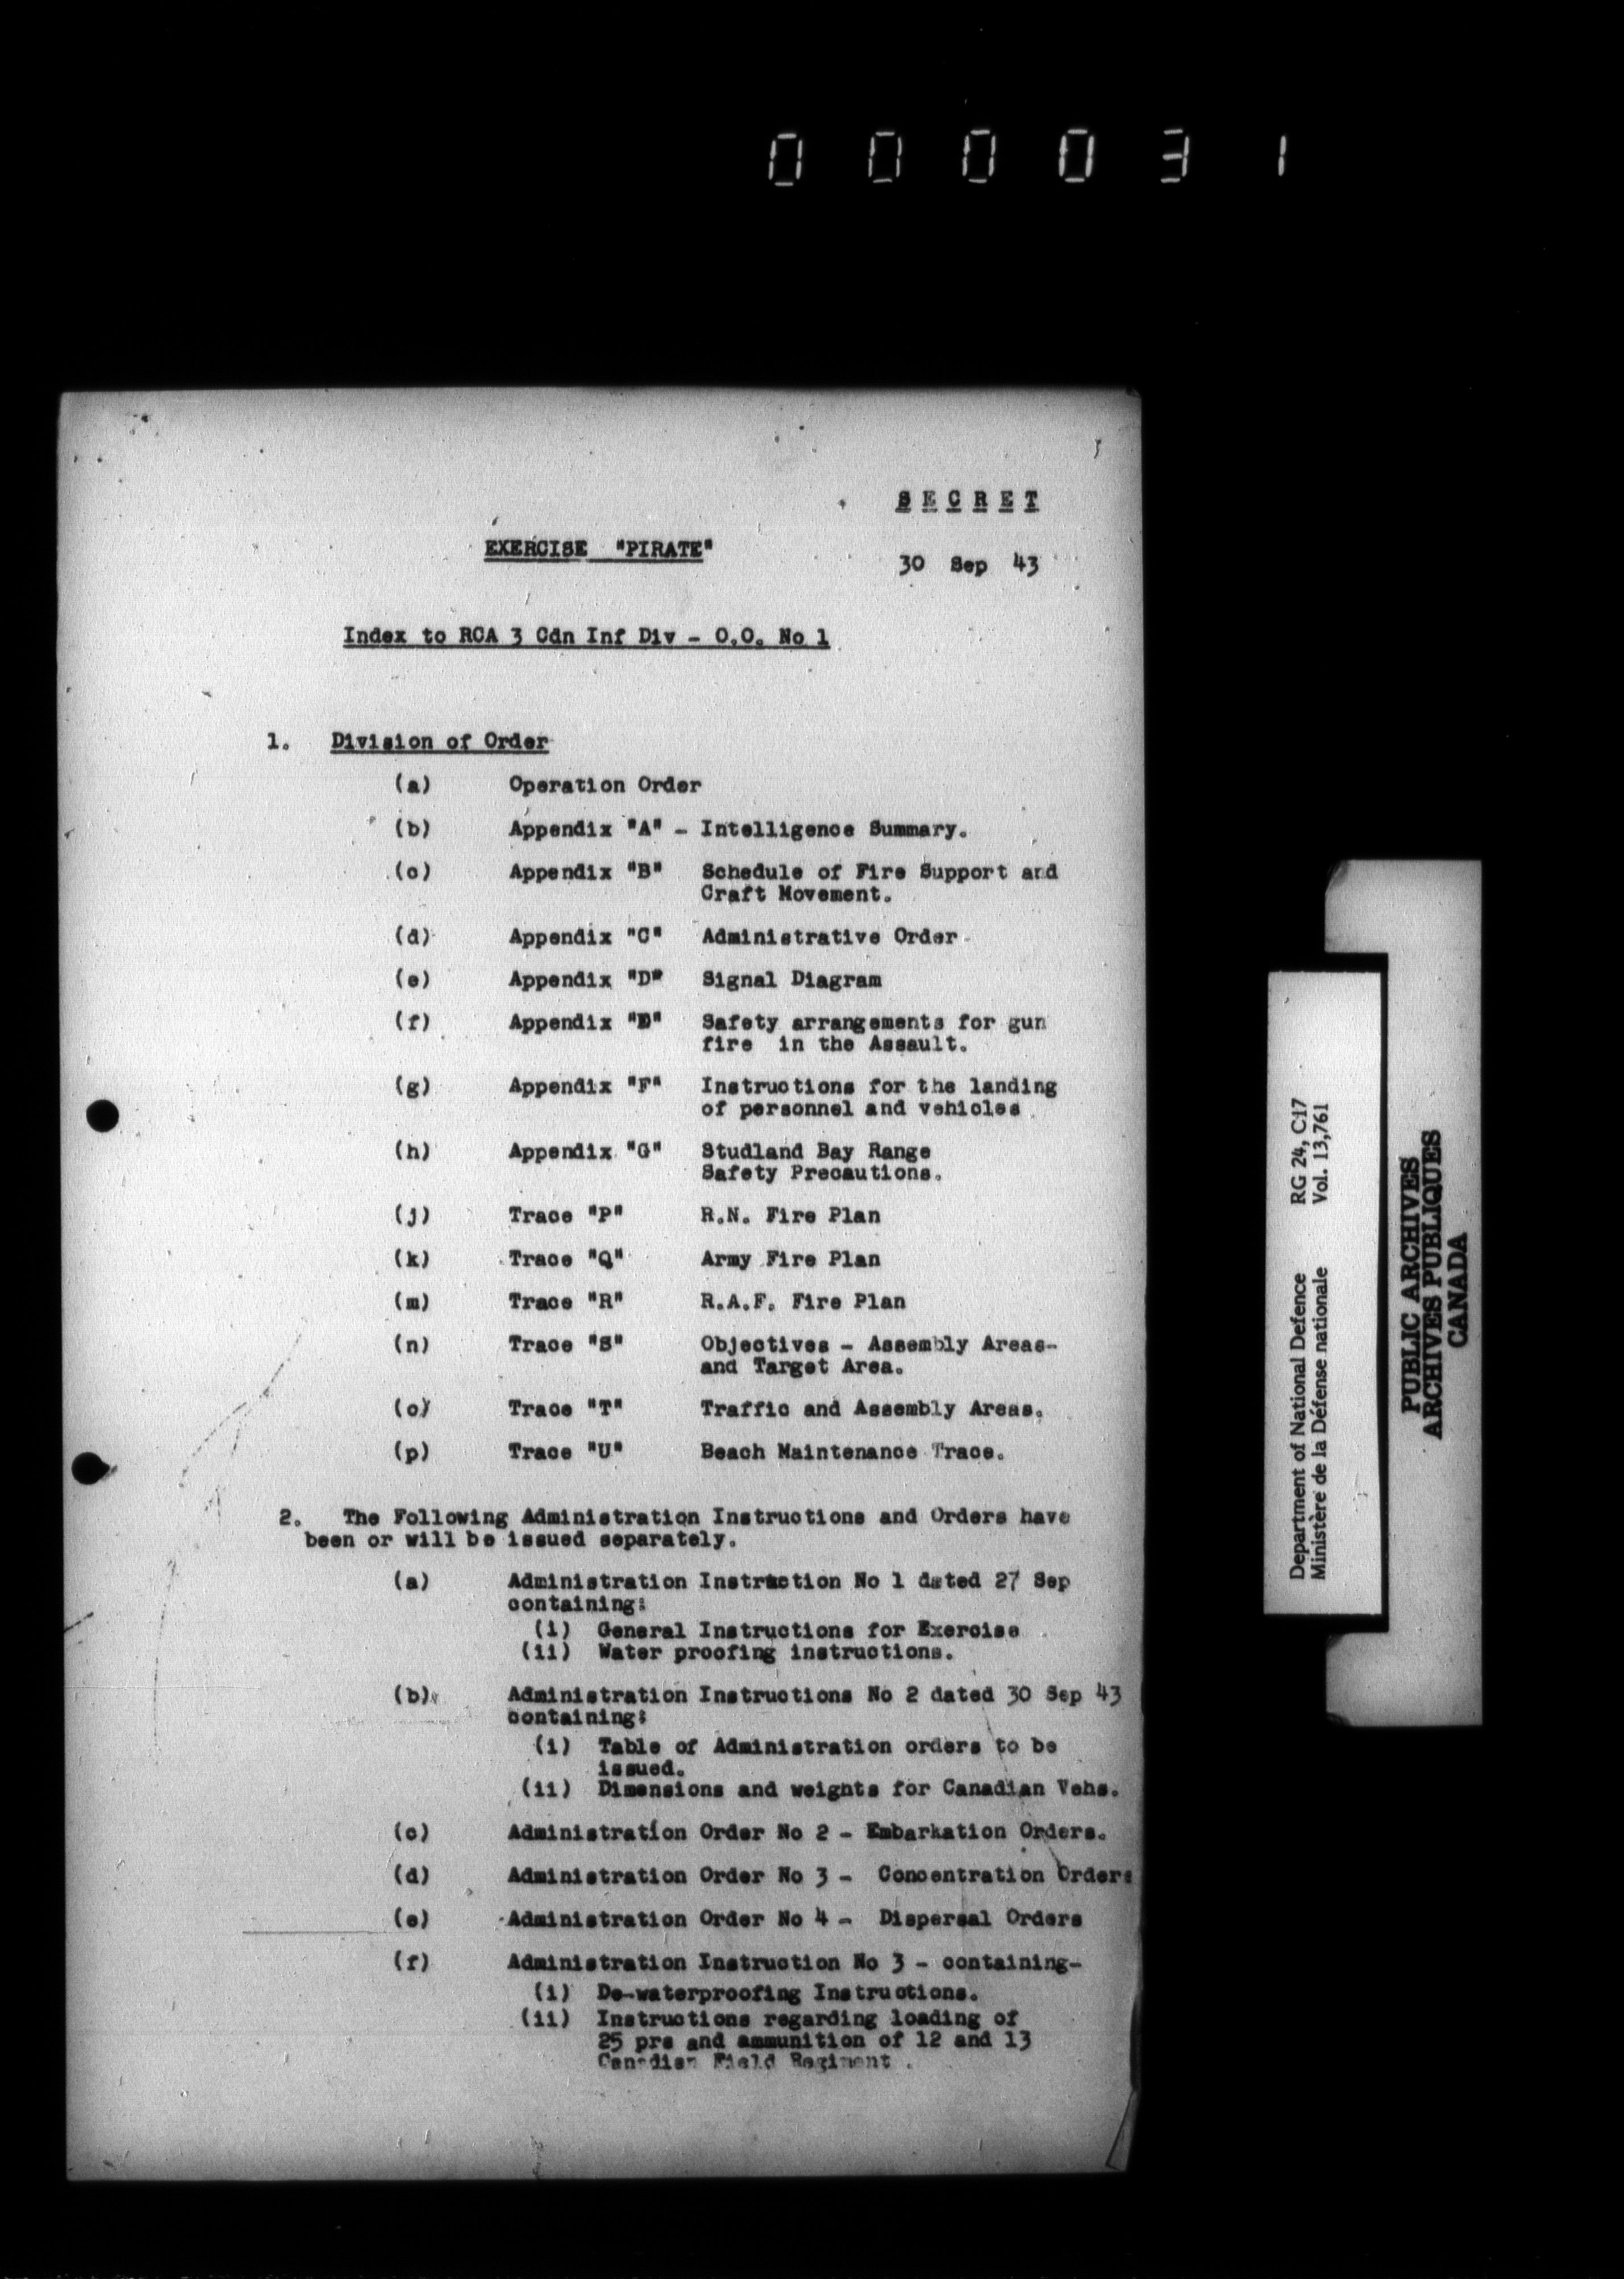 000031
SECRET
EXERCISE "PIRATE"
30 Sep 43
Index to RCA 3 Cdn Inf Div - O.O. No 1
1. Division of Order
(a) Operation Order
(b) Appendix "A" - Intelligence Summary.
(c) Appendix "B" Schedule of Fire Support and
Craft Movement.
(d) Appendix "C" Administrative Order
(e) Appendix "D" Signal Diagram
(f) Appendix "E" Safety arrangements for gun
fire in the Assault.
(g) Appendix "F" Instructions for the landing
of personnel and vehicles
(h) Appendix "G" Studland Bay Range
Safety Precautions.
(j) Trace "P" R.N. Fire Plan
(k) Trace "Q" Army Fire Plan
(m) Trace "R" R.A.F. Fire Plan
(n) Trace "S" Objectives - Assembly Areas-
and Target Area.
(o) Trace "T" Traffic and Assembly Areas.
(p) Trace "U" Beach Maintenance Trace.
2. The Following Administration Instructions and Orders have
been or will be issued separately.
(a) Administration Instruction No 1 dated 27 Sep
containing:
(i) General Instructions for Exercise
(ii) Water proofing instructions.
(b) Administration Instructions No 2 dated 30 Sep 43
containing:
(i) Table of Administration orders to be
issued.
(ii) Dimensions and weights for Canadian Vehs.
(c) Administration Order No 2 - Embarkation Orders.
(d) Administration Order No 3 - Concentration Orders
(e) Administration Order No 4 - Dispersal Orders
(f) Administration Instruction No 3 - containing-
(i) De-waterproofing Instructions.
(ii) Instructions regarding loading of
25 prs and ammunition of 12 and 13
Canadian Field Regiment .
Department of National Defence RG 24, C17
Ministère de la Défense nationale Vol. 13,761
PUBLIC ARCHIVES
ARCHIVES PUBLIQUES
CANADA